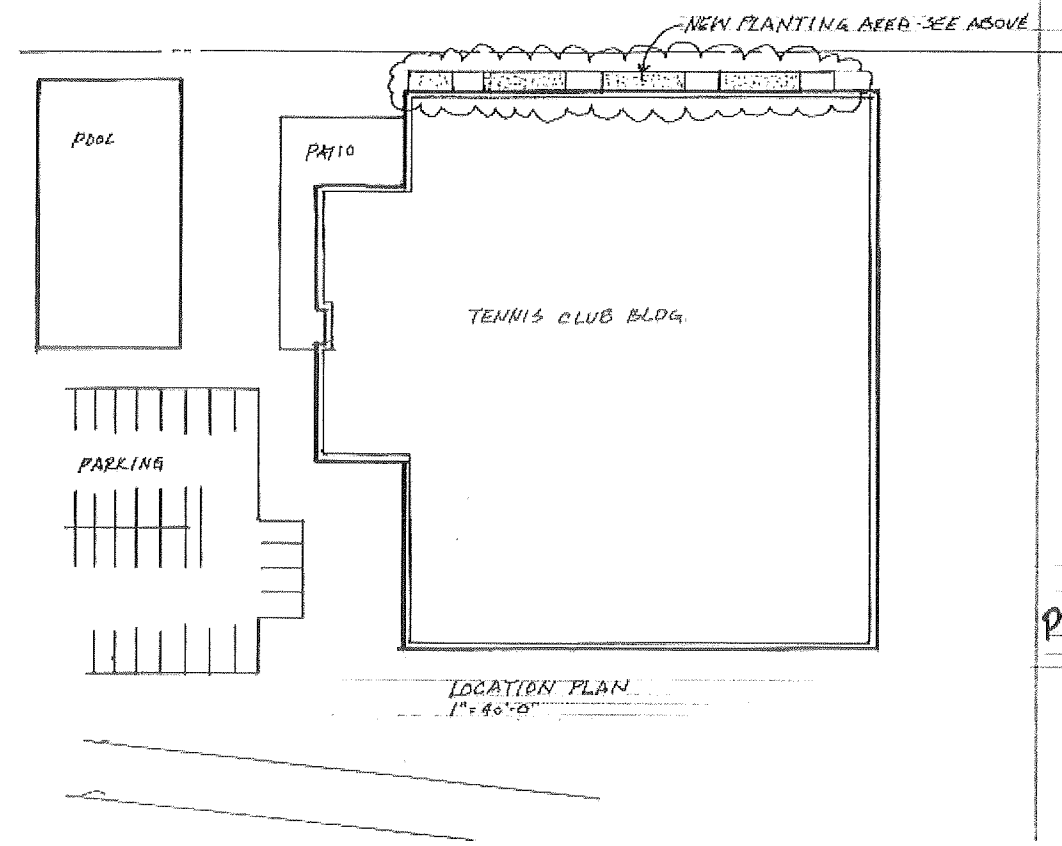 NEW PLANTING AREA-SEE ABOVE
POOL
PATIO
TENNIS CLUB BLDG.
PARKING
P
LOCATION PLAN
1"=40'-0"